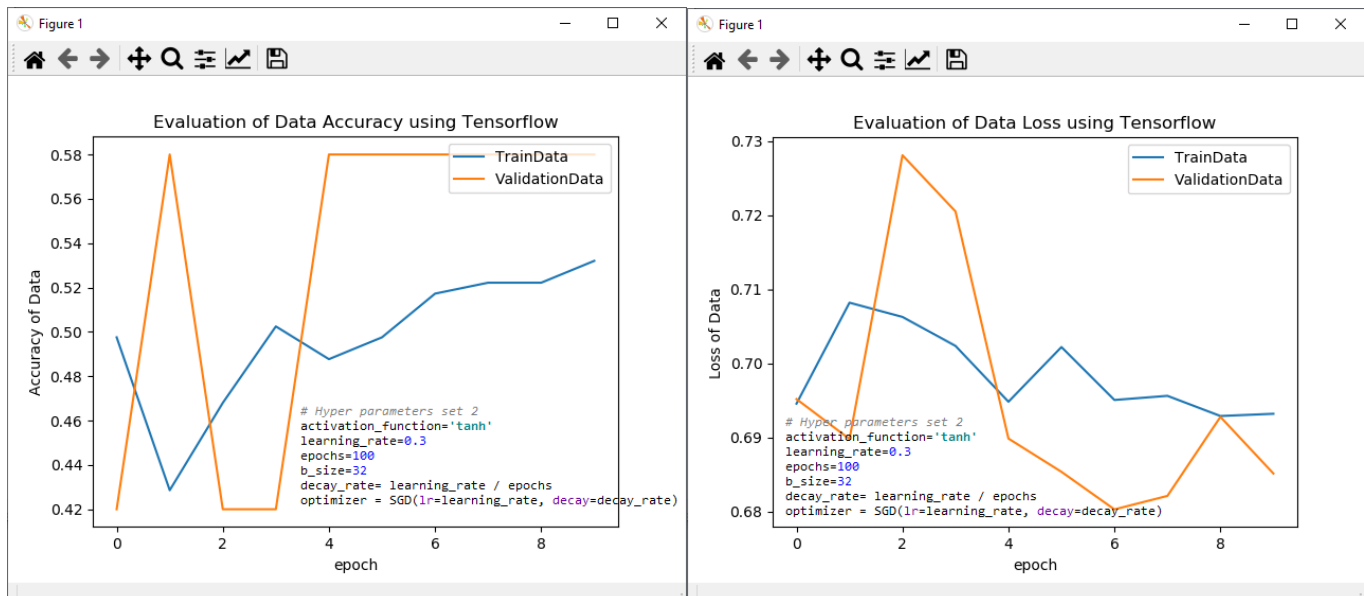 Figure 1
Evaluation of Data Accuracy using Tensorflow
TrainData
ValidationData
0.58
0.56
0.54
0.52
0.50
0.48
0.46
0.44
0.42
Accuracy of Data
# Hyper parameters set 2
activation_function='tanh'
learning_rate=0.3
epochs=100
b_size=32
decay_rate= learning_rate / epochs
optimizer = SGD(lr=learning_rate, decay=decay_rate)
0 2 4 6 8
epoch
Figure 1
Evaluation of Data Loss using Tensorflow
TrainData
ValidationData
0.73
0.72
0.71
0.70
0.69
0.68
Loss of Data
# Hyper parameters set 2
activation_function='tanh'
learning_rate=0.3
epochs=100
b_size=32
decay_rate= learning_rate / epochs
optimizer = SGD(lr=learning_rate, decay=decay_rate)
0 2 4 6 8
epoch